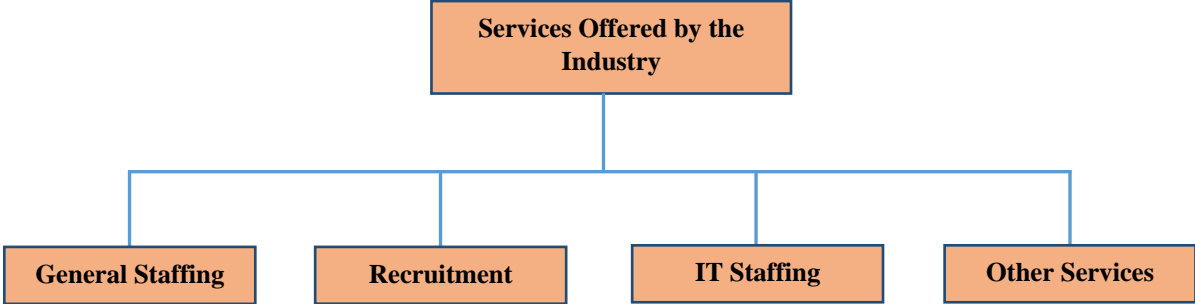 Services Offered by the
Industry
General Staffing
Recruitment
IT Staffing
Other Services